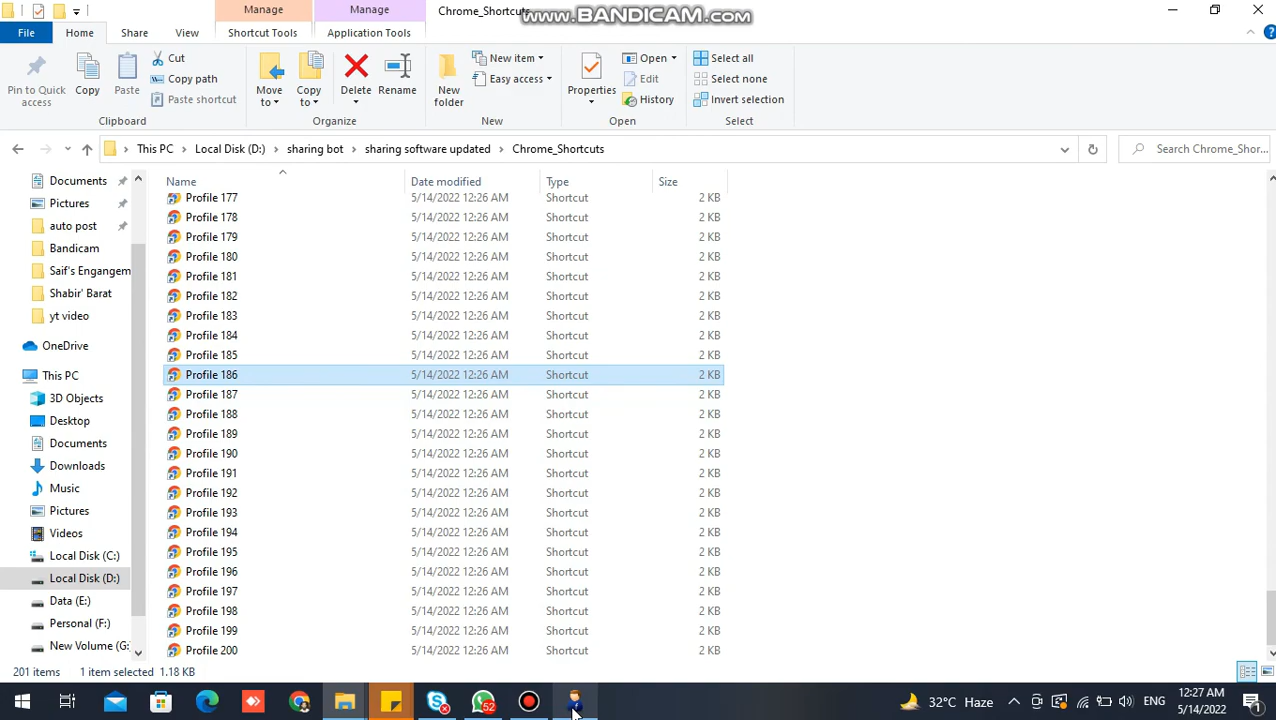 Manage
Manage
Chrome_Shortcuts
www.BANDICAM.com
File
Home
Share
View
Shortcut Tools
Application Tools
Pin to Quick access
Copy
Paste
Cut
Copy path
Paste shortcut
Clipboard
Move to
Copy to
Delete
Rename
Organize
New folder
New item
Easy access
New
Properties
Open
Edit
History
Open
Select all
Select none
Invert selection
Select
This PC > Local Disk (D:) > sharing bot > sharing software updated > Chrome_Shortcuts
Search Chrome_Shor...
Documents
Pictures
auto post
Bandicam
Saif's Engangem
Shabir' Barat
yt video
OneDrive
This PC
3D Objects
Desktop
Documents
Downloads
Music
Pictures
Videos
Local Disk (C:)
Local Disk (D:)
Data (E:)
Personal (F:)
New Volume (G:
Name Date modified Type Size
Profile 177 5/14/2022 12:26 AM Shortcut 2 KB
Profile 178 5/14/2022 12:26 AM Shortcut 2 KB
Profile 179 5/14/2022 12:26 AM Shortcut 2 KB
Profile 180 5/14/2022 12:26 AM Shortcut 2 KB
Profile 181 5/14/2022 12:26 AM Shortcut 2 KB
Profile 182 5/14/2022 12:26 AM Shortcut 2 KB
Profile 183 5/14/2022 12:26 AM Shortcut 2 KB
Profile 184 5/14/2022 12:26 AM Shortcut 2 KB
Profile 185 5/14/2022 12:26 AM Shortcut 2 KB
Profile 186 5/14/2022 12:26 AM Shortcut 2 KB
Profile 187 5/14/2022 12:26 AM Shortcut 2 KB
Profile 188 5/14/2022 12:26 AM Shortcut 2 KB
Profile 189 5/14/2022 12:26 AM Shortcut 2 KB
Profile 190 5/14/2022 12:26 AM Shortcut 2 KB
Profile 191 5/14/2022 12:26 AM Shortcut 2 KB
Profile 192 5/14/2022 12:26 AM Shortcut 2 KB
Profile 193 5/14/2022 12:26 AM Shortcut 2 KB
Profile 194 5/14/2022 12:26 AM Shortcut 2 KB
Profile 195 5/14/2022 12:26 AM Shortcut 2 KB
Profile 196 5/14/2022 12:26 AM Shortcut 2 KB
Profile 197 5/14/2022 12:26 AM Shortcut 2 KB
Profile 198 5/14/2022 12:26 AM Shortcut 2 KB
Profile 199 5/14/2022 12:26 AM Shortcut 2 KB
Profile 200 5/14/2022 12:26 AM Shortcut 2 KB
201 items 1 item selected 1.18 KB
52
32°C Haze
ENG
12:27 AM
5/14/2022
1